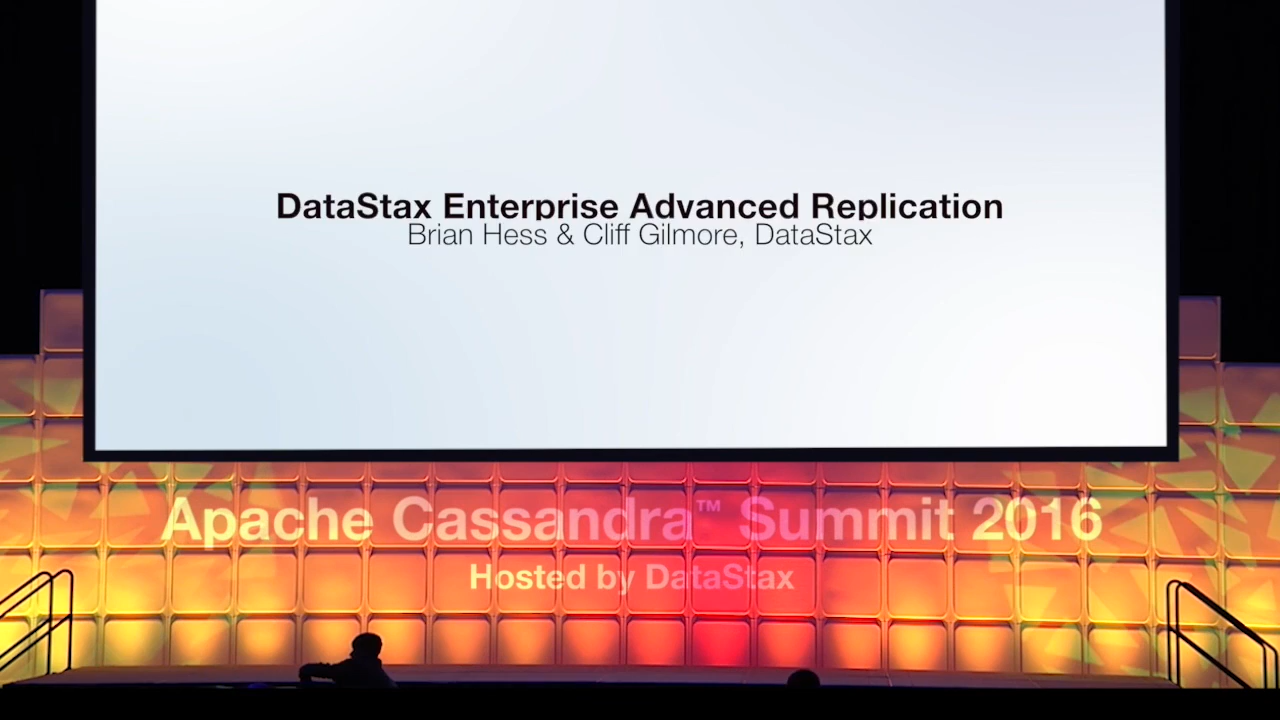 DataStax Enterprise Advanced Replication
Brian Hess & Cliff Gilmore, DataStax
Apache Cassandra™ Summit 2016
Hosted by DataStax